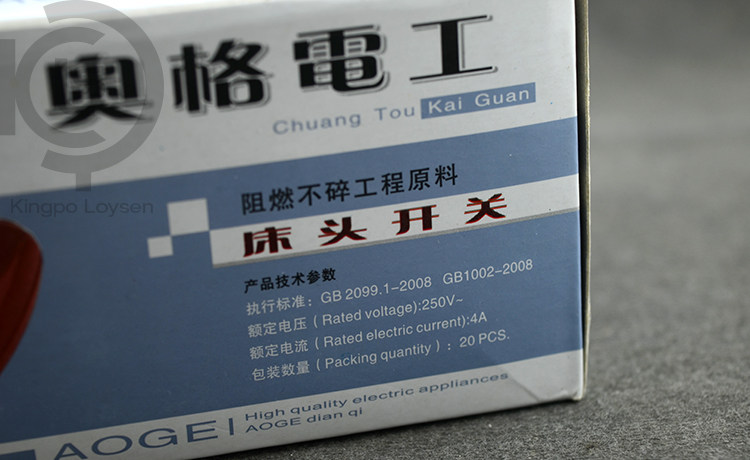 奥格電工
Chuang Tou Kai Guan
Kingpo Loysen
阻燃不碎工程原料
床头开关
产品技术参数
执行标准：GB 2099.1-2008 GB1002-2008
额定电压（Rated voltage):250V~
额定电流（Rated electric current):4A
包装数量（Packing quantity）：20 PCS.
AOGE
High quality electric appliances
AOGE dian qi